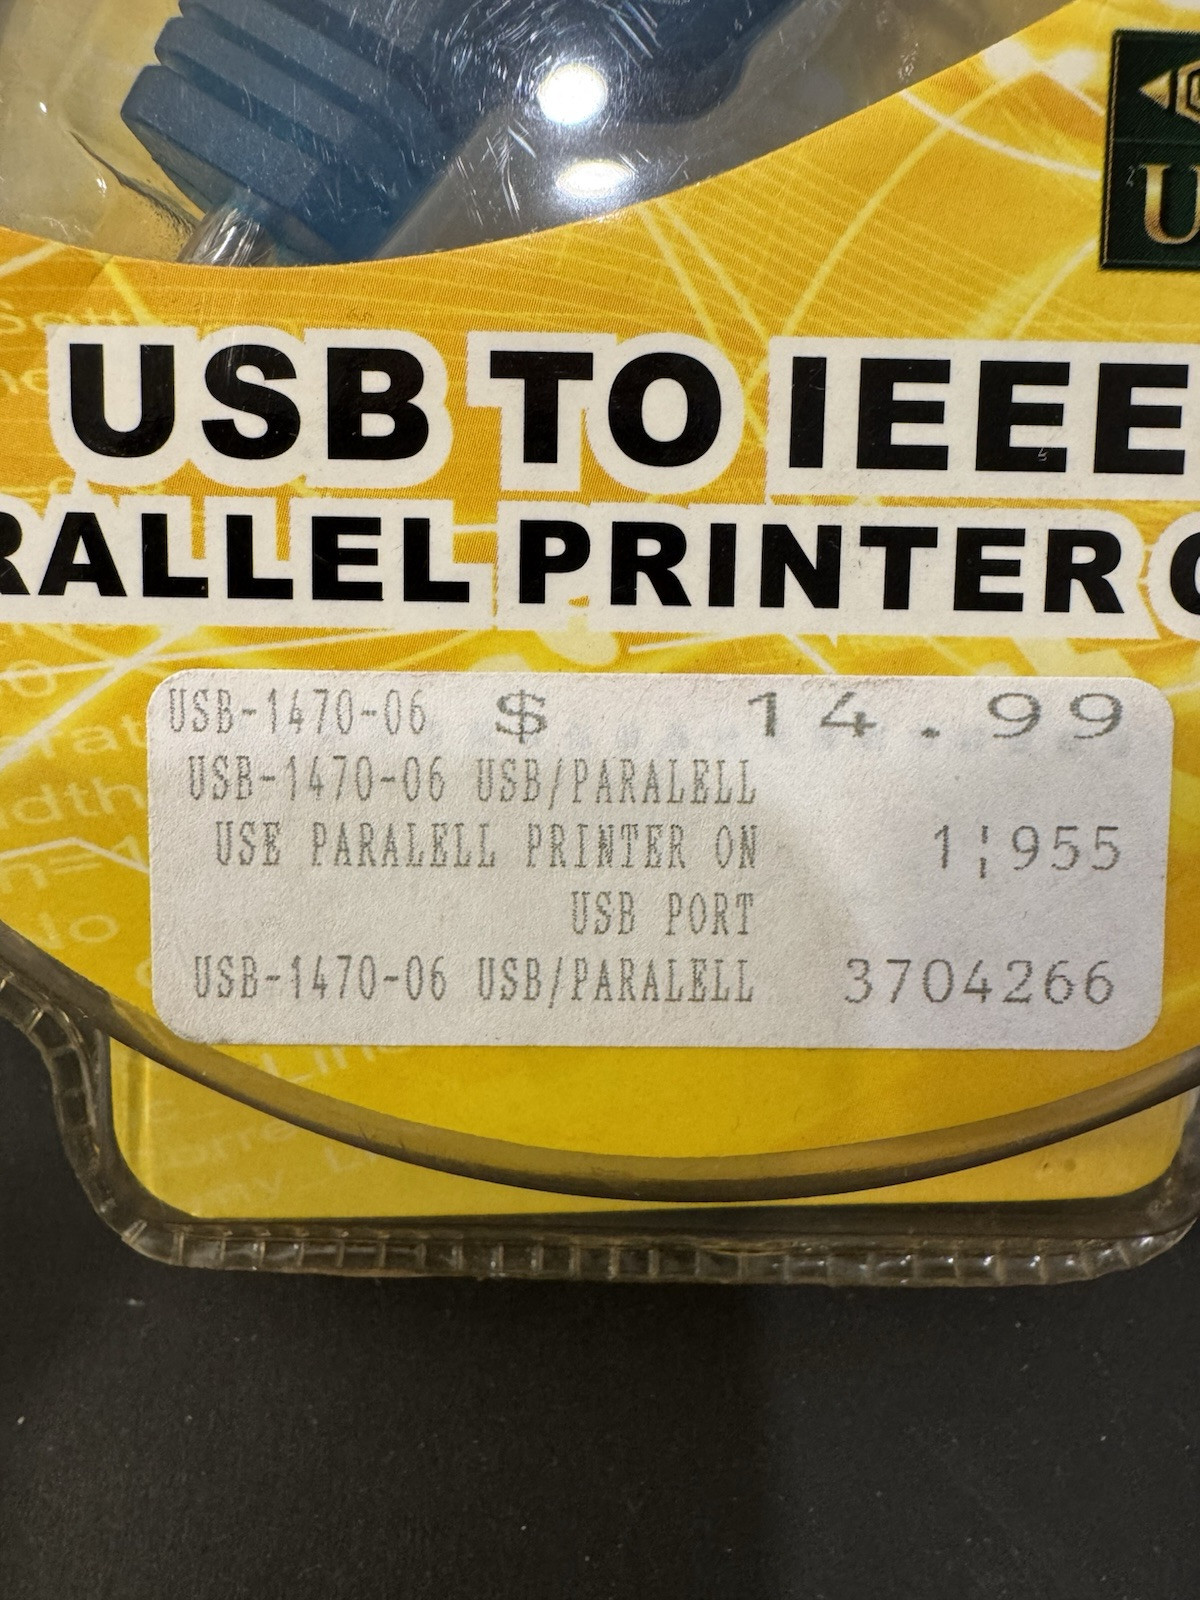 U
USB TO IEEE
RALLEL PRINTER
USB-1470-06 $ 14.99
USB-1470-06 USB/PARALELL
USE PARALELL PRINTER ON 1¦955
USB PORT
USB-1470-06 USB/PARALELL 3704266